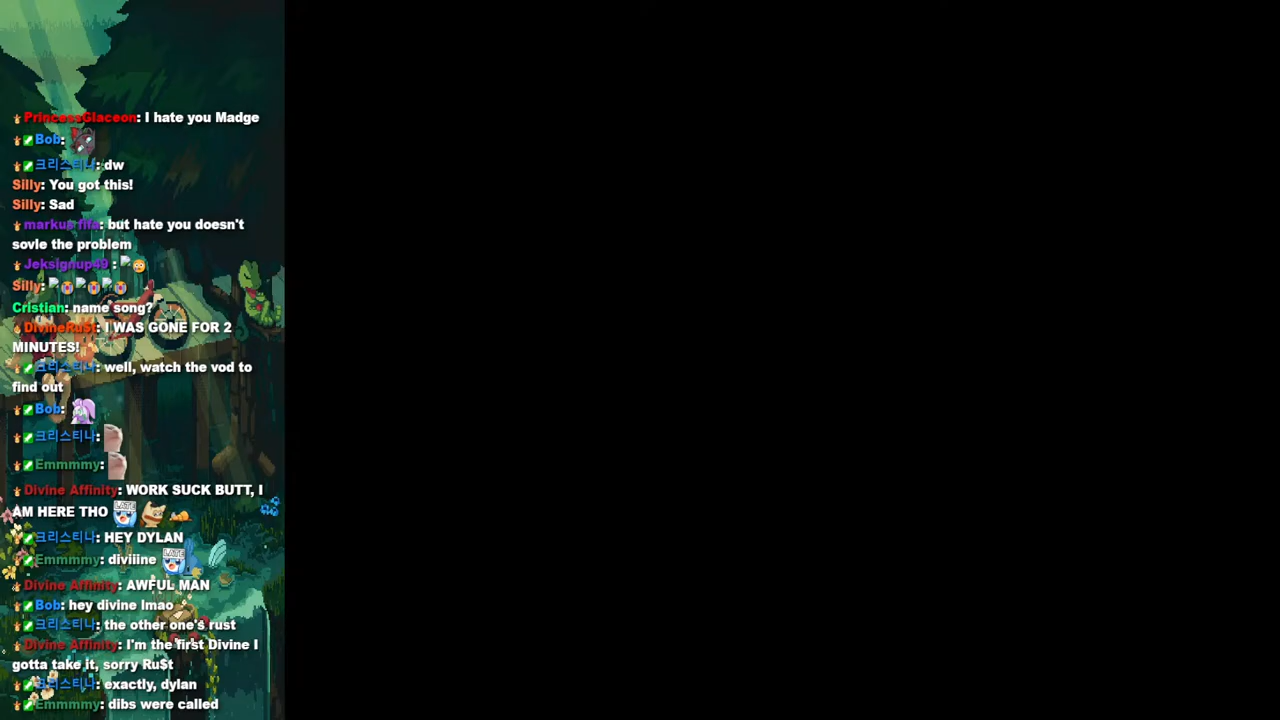 PrincessGlaceon: I hate you Madge
Bob:
크리스티나: dw
Silly: You got this!
Silly: Sad
markup fifa: but hate you doesn't
sovle the problem
Jeksignup49 :
Silly:
Cristian: name song?
DivineRu$t: I WAS GONE FOR 2
MINUTES!
크리스티나: well, watch the vod to
find out
Bob:
크리스티나:
Emmmmy:
Divine Affinity: WORK SUCK BUTT, I
AM HERE THO LATE
크리스티나: HEY DYLAN
Emmmmy: diviiine LATE
Divine Affinity: AWFUL MAN
Bob: hey divine lmao
크리스티나: the other one's rust
Divine Affinity: I'm the first Divine I
gotta take it, sorry Ru$t
크리스티나: exactly, dylan
Emmmmy: dibs were called